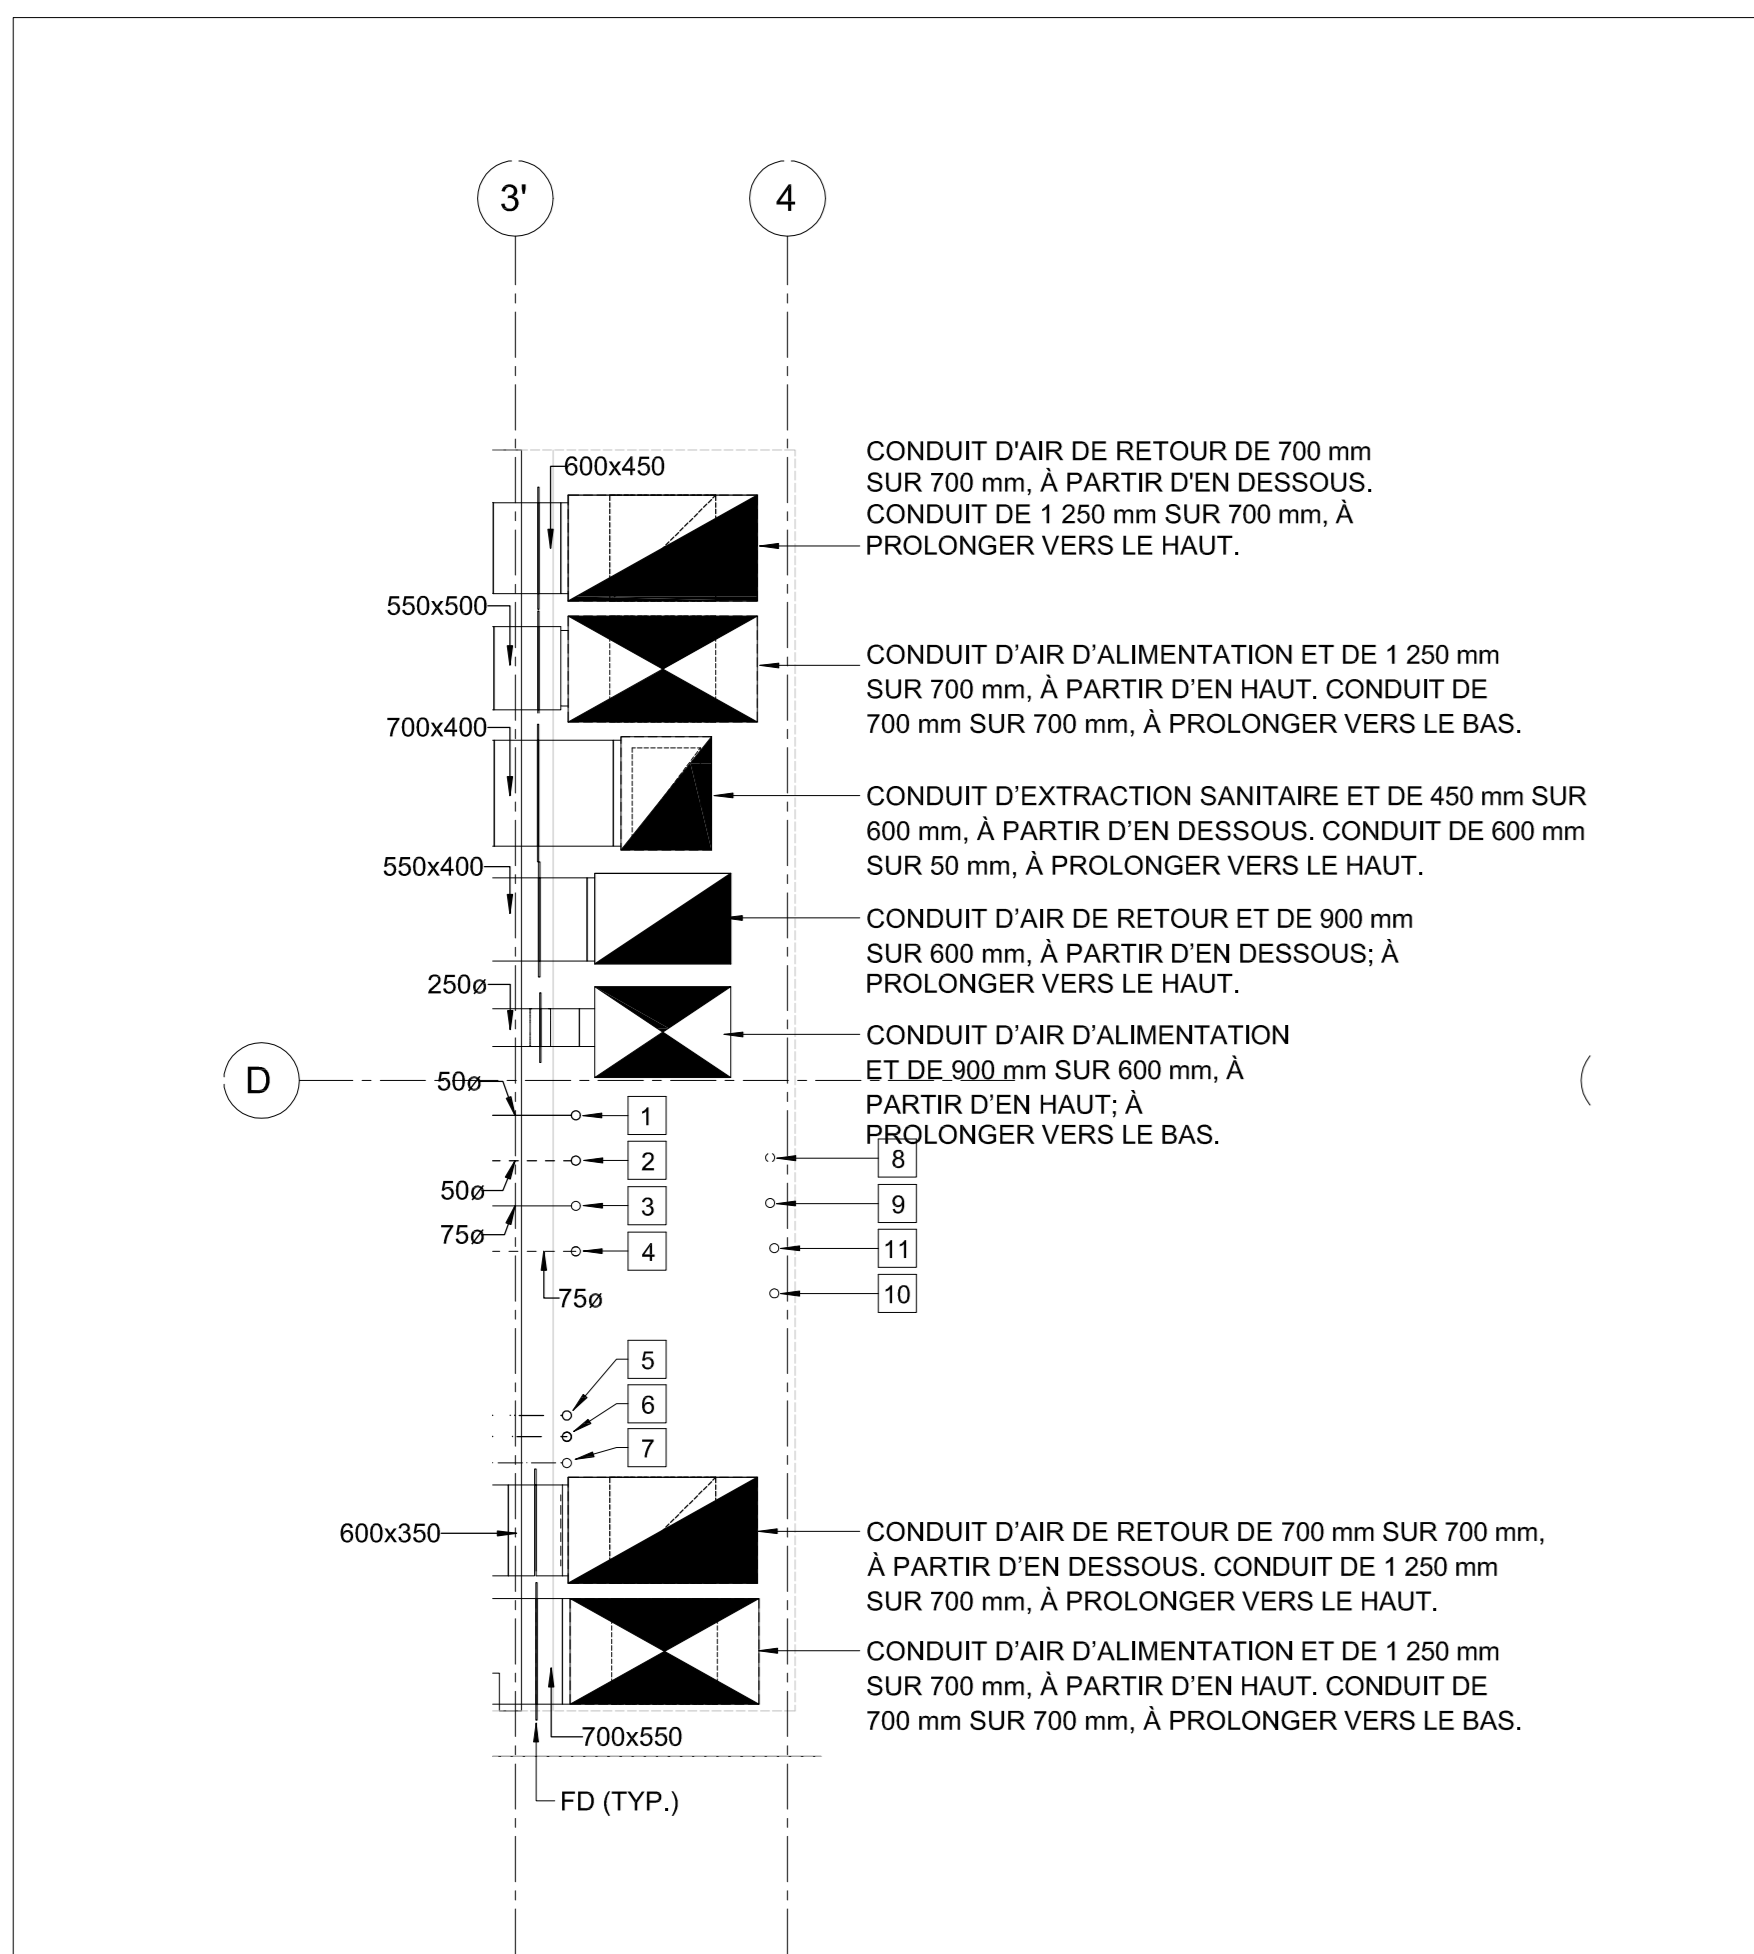 3'
4
600x450
CONDUIT D'AIR DE RETOUR DE 700 mm
SUR 700 mm, À PARTIR D'EN DESSOUS.
CONDUIT DE 1 250 mm SUR 700 mm, À
PROLONGER VERS LE HAUT.
550x500
CONDUIT D’AIR D’ALIMENTATION ET DE 1 250 mm
SUR 700 mm, À PARTIR D’EN HAUT. CONDUIT DE
700 mm SUR 700 mm, À PROLONGER VERS LE BAS.
700x400
CONDUIT D’EXTRACTION SANITAIRE ET DE 450 mm SUR
600 mm, À PARTIR D’EN DESSOUS. CONDUIT DE 600 mm
SUR 50 mm, À PROLONGER VERS LE HAUT.
550x400
CONDUIT D’AIR DE RETOUR ET DE 900 mm
SUR 600 mm, À PARTIR D’EN DESSOUS; À
PROLONGER VERS LE HAUT.
250ø
CONDUIT D’AIR D’ALIMENTATION
ET DE 900 mm SUR 600 mm, À
PARTIR D’EN HAUT; À
PROLONGER VERS LE BAS.
D
50ø
1
2
50ø
3
75ø
4
75ø
8
9
11
10
5
6
7
600x350
CONDUIT D’AIR DE RETOUR DE 700 mm SUR 700 mm,
À PARTIR D’EN DESSOUS. CONDUIT DE 1 250 mm
SUR 700 mm, À PROLONGER VERS LE HAUT.
CONDUIT D’AIR D’ALIMENTATION ET DE 1 250 mm
SUR 700 mm, À PARTIR D’EN HAUT. CONDUIT DE
700 mm SUR 700 mm, À PROLONGER VERS LE BAS.
700x550
FD (TYP.)